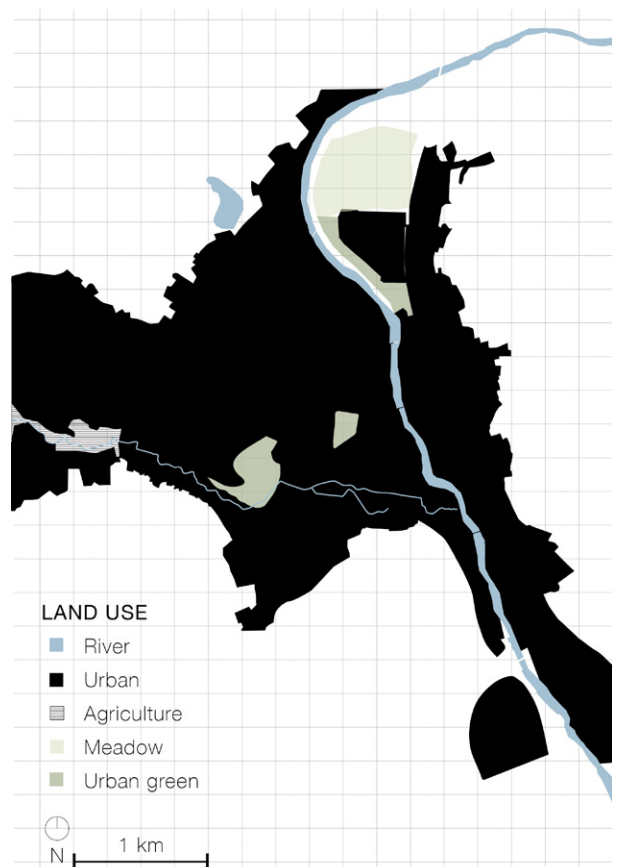 LAND USE
River
Urban
Agriculture
Meadow
Urban green
N
1 km